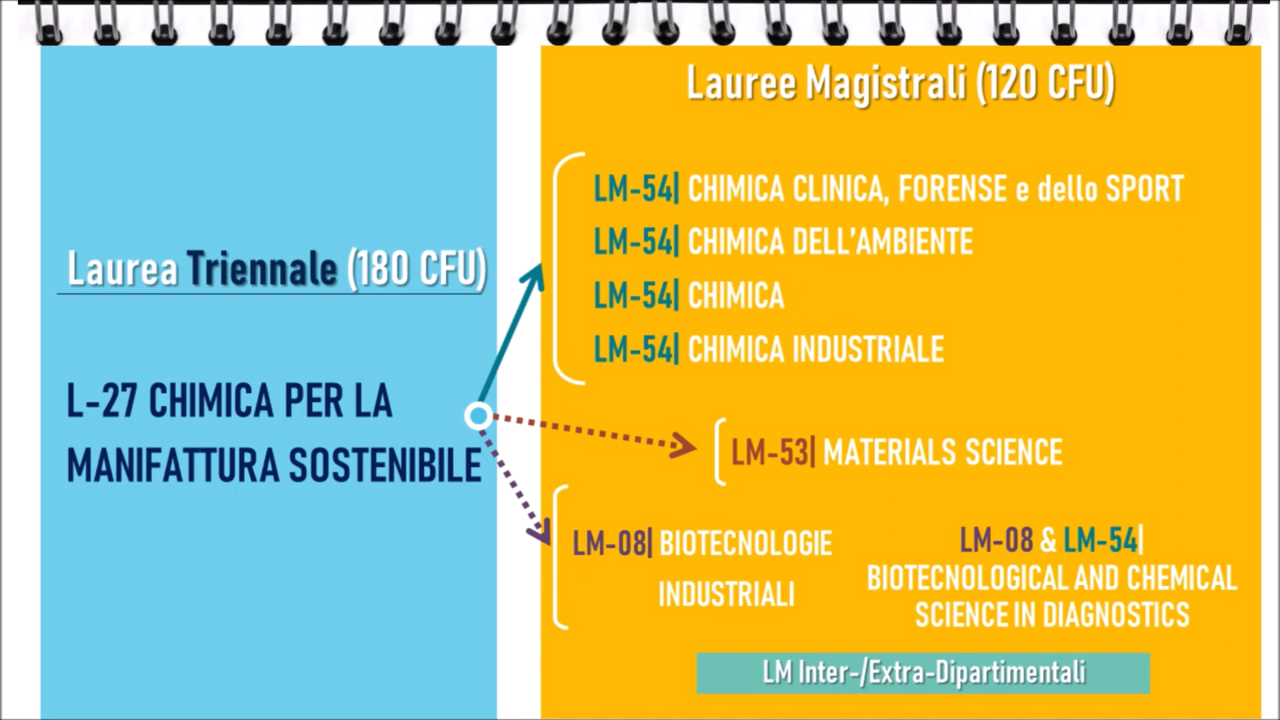 Laurea Triennale (180 CFU)
L-27 CHIMICA PER LA
MANIFATTURA SOSTENIBILE
Lauree Magistrali (120 CFU)
LM-54| CHIMICA CLINICA, FORENSE e dello SPORT
LM-54| CHIMICA DELL'AMBIENTE
LM-54| CHIMICA
LM-54| CHIMICA INDUSTRIALE
LM-53| MATERIALS SCIENCE
LM-08| BIOTECNOLOGIE
INDUSTRIALI
LM-08 & LM-54|
BIOTECNOLOGICAL AND CHEMICAL
SCIENCE IN DIAGNOSTICS
LM Inter-/Extra-Dipartimentali